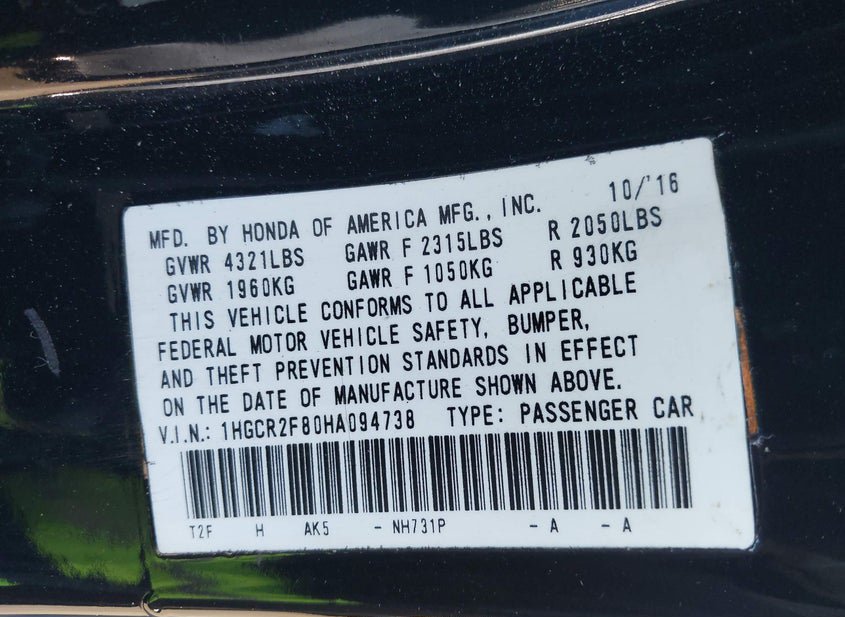 MFD. BY HONDA OF AMERICA MFG., INC. 10/'16
GVWR 4321LBS GAWR F 2315LBS R 2050LBS
GVWR 1960KG GAWR F 1050KG R 930KG
THIS VEHICLE CONFORMS TO ALL APPLICABLE
FEDERAL MOTOR VEHICLE SAFETY, BUMPER,
AND THEFT PREVENTION STANDARDS IN EFFECT
ON THE DATE OF MANUFACTURE SHOWN ABOVE.
V.I.N.: 1HGCR2F80HA094738 TYPE: PASSENGER CAR
T2F H AK5 - NH731P - A - A